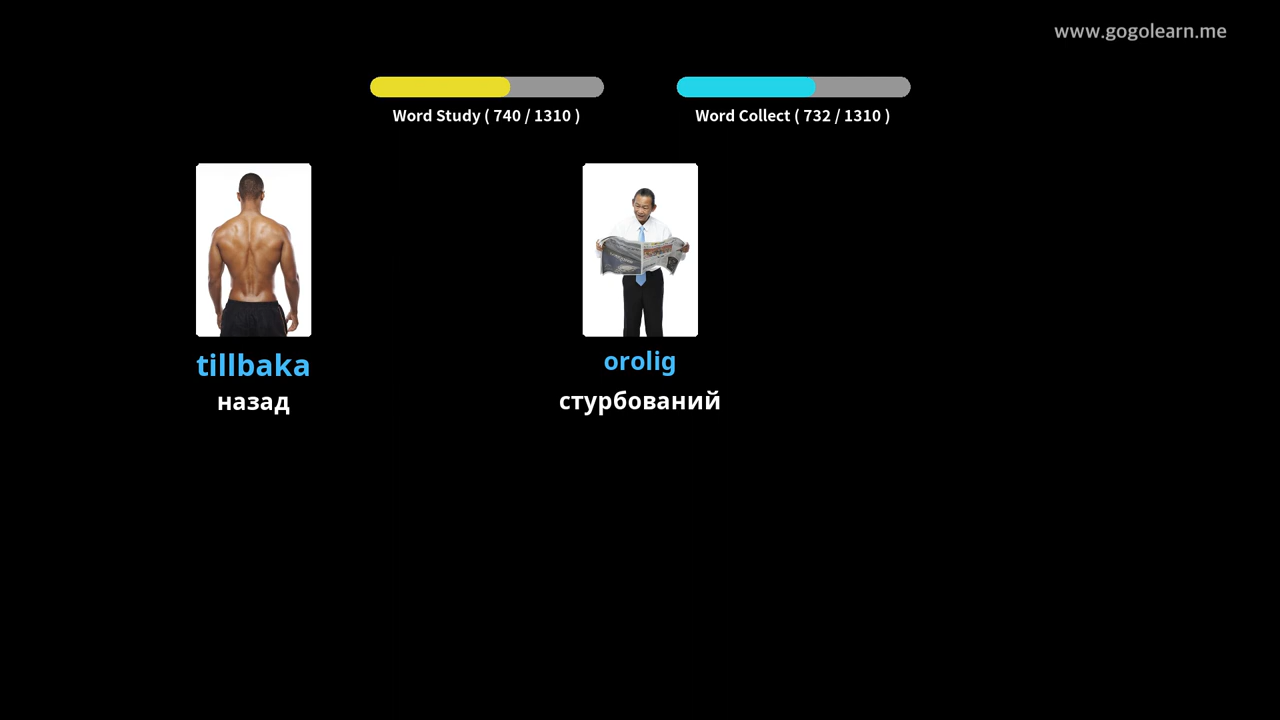 www.gogolearn.me
Word Study ( 740 / 1310 )
Word Collect ( 732 / 1310 )
tillbaka
orolig
назад
стурбований